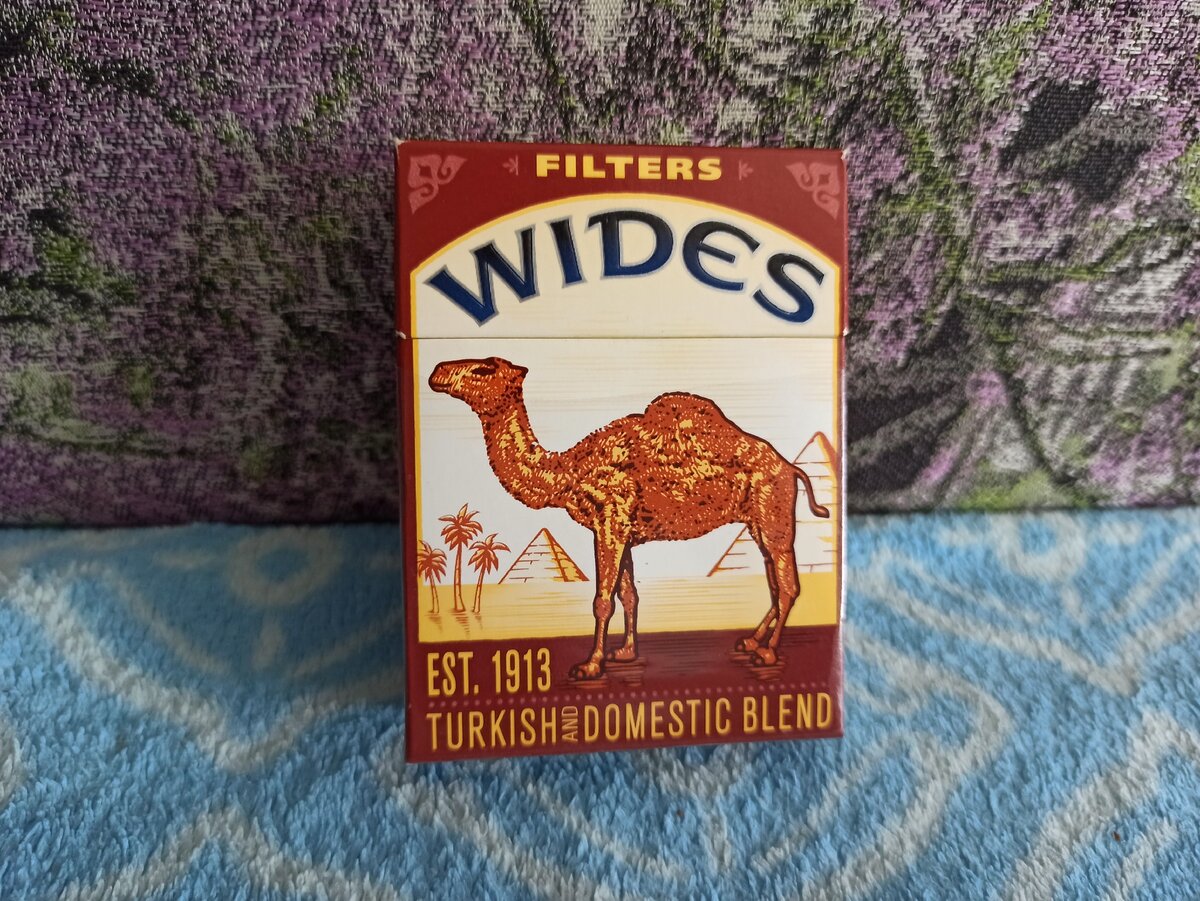 FILTERS
WIDES
EST. 1913
TURKISH AND DOMESTIC BLEND